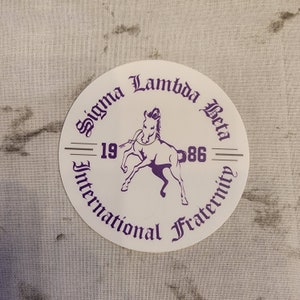 Sigma Lambda Beta
19 86
International Fraternity